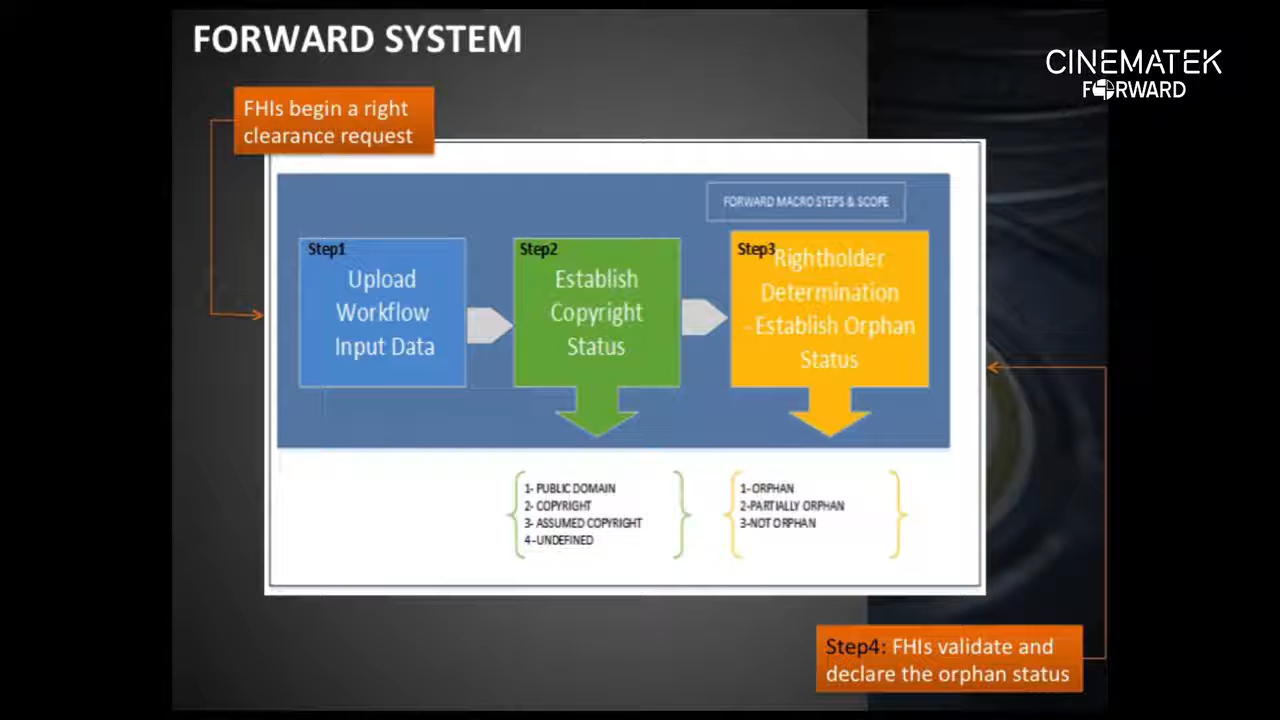 FORWARD SYSTEM
CINEMATEK
FORWARD
FHIs begin a right
clearance request
FORWARD MACRO STEPS & SCOPE
Step1
Upload
Workflow
Input Data
Step2
Establish
Copyright
Status
Step3
Rightholder
Determination
- Establish Orphan
Status
1- PUBLIC DOMAIN
2- COPYRIGHT
3- ASSUMED COPYRIGHT
4-UNDEFINED
1-ORPHAN
2-PARTIALLY ORPHAN
3-NOT ORPHAN
Step4: FHIs validate and
declare the orphan status